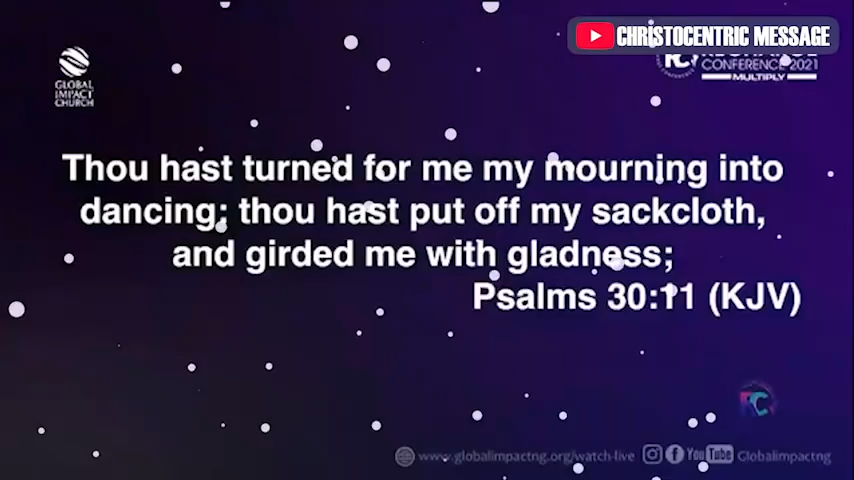 CHRISTOCENTRIC MESSAGE
GLOBAL
IMPACT
CHURCH
CONFERENCE 2021
MULTIPLY
Thou hast turned for me my mourning into
dancing: thou hast put off my sackcloth,
and girded me with gladness;
Psalms 30:11 (KJV)
RC
www.globalimpactng.org/watch-live
YouTube
Globalimpactng